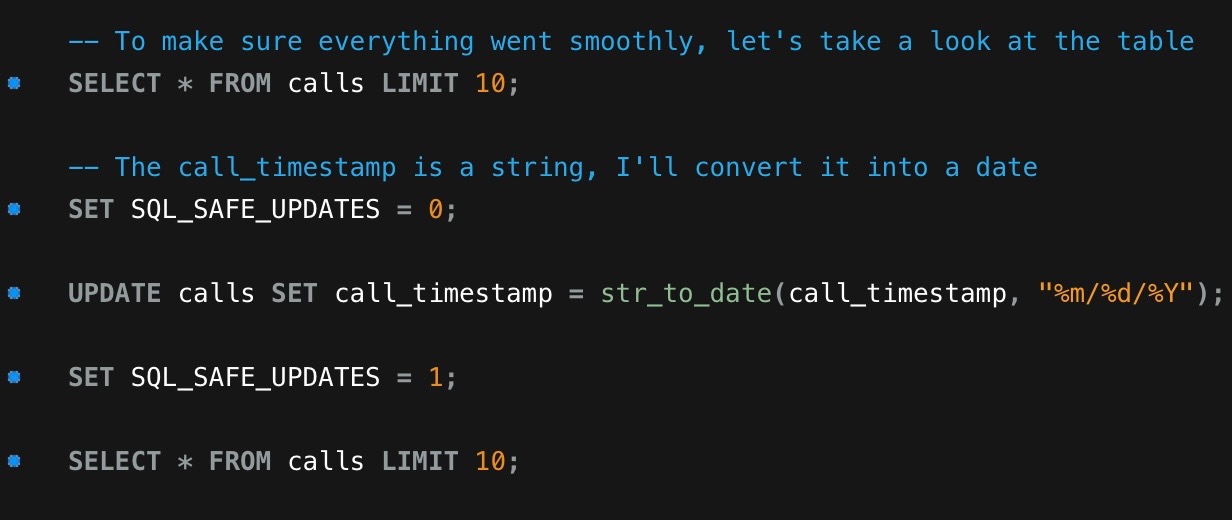 -- To make sure everything went smoothly, let's take a look at the table
SELECT * FROM calls LIMIT 10;
-- The call_timestamp is a string, I'll convert it into a date
SET SQL_SAFE_UPDATES = 0;
UPDATE calls SET call_timestamp = str_to_date(call_timestamp, "%m/%d/%Y");
SET SQL_SAFE_UPDATES = 1;
SELECT * FROM calls LIMIT 10;